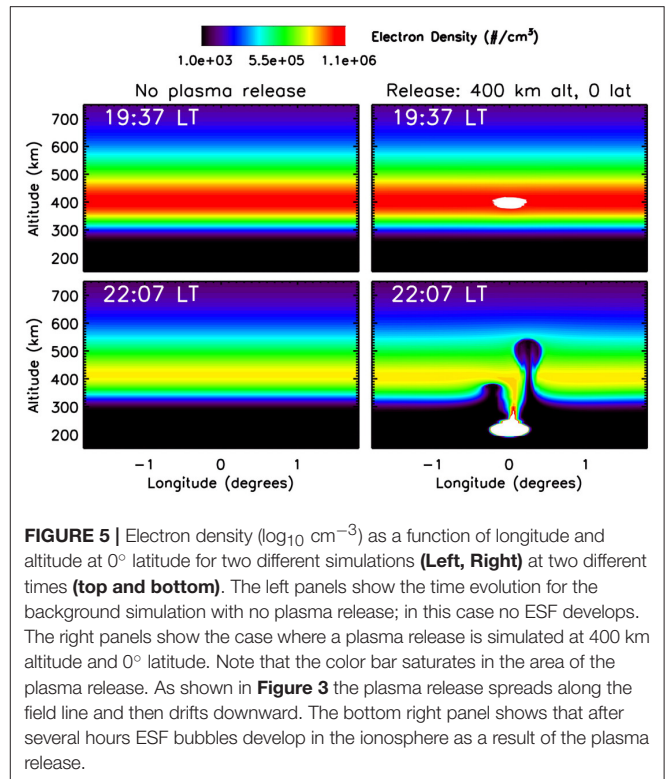 Electron Density (#/cm³)
1.0e+03 5.5e+05 1.1e+06
No plasma release Release: 400 km alt, 0 lat
19:37 LT 19:37 LT
Altitude (km)
700
600
500
400
300
200
22:07 LT 22:07 LT
Altitude (km)
700
600
500
400
300
200
-1 0 1 -1 0 1
Longitude (degrees) Longitude (degrees)
FIGURE 5 | Electron density (log₁₀ cm⁻³) as a function of longitude and
altitude at 0° latitude for two different simulations (Left, Right) at two different
times (top and bottom). The left panels show the time evolution for the
background simulation with no plasma release; in this case no ESF develops.
The right panels show the case where a plasma release is simulated at 400 km
altitude and 0° latitude. Note that the color bar saturates in the area of the
plasma release. As shown in Figure 3 the plasma release spreads along the
field line and then drifts downward. The bottom right panel shows that after
several hours ESF bubbles develop in the ionosphere as a result of the plasma
release.